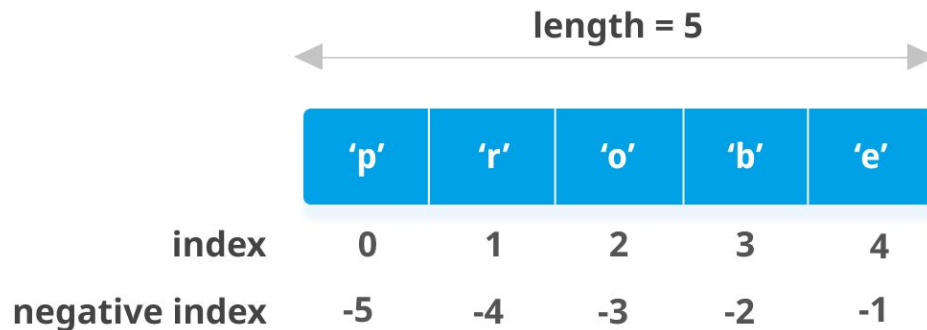 length = 5
‘p’ ‘r’ ‘o’ ‘b’ ‘e’
index 0 1 2 3 4
negative index -5 -4 -3 -2 -1